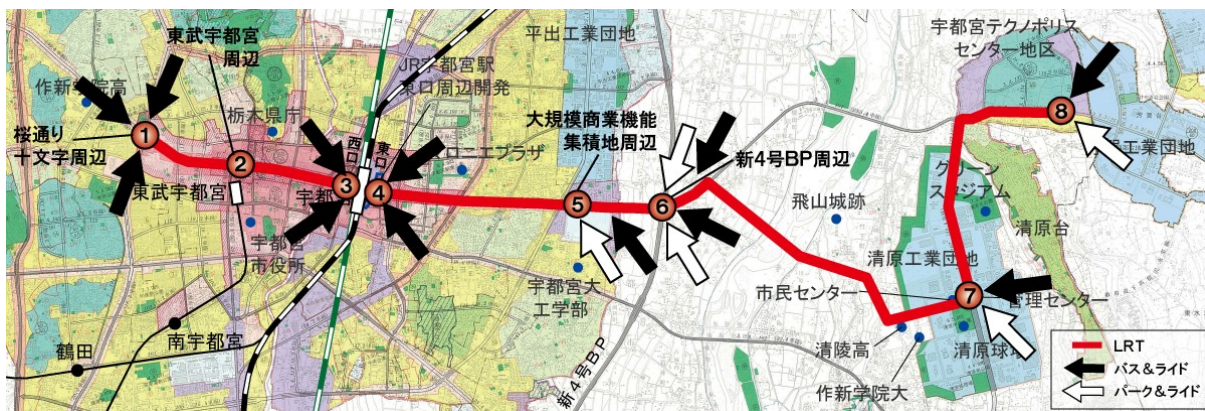 東武宇都宮
周辺
作新学院高
栃木県庁
桜通り
十文字周辺
1
2
東武宇都宮
宇都宮
市役所
南宇都宮
鶴田
JR宇都宮駅
東口周辺開発
西口
東口
3
4
宇都
平出工業団地
大規模商業機能
集積地周辺
5
宇都宮大
工学部
6
新4号BP周辺
新4号BP
飛山城跡
宇都宮テクノポリス
センター地区
8
工業団地
グリーン
スタジアム
清原台
清原工業団地
市民センター
7
管理センター
清陵高
作新学院大
清原球
LRT
バス&ライド
パーク&ライド